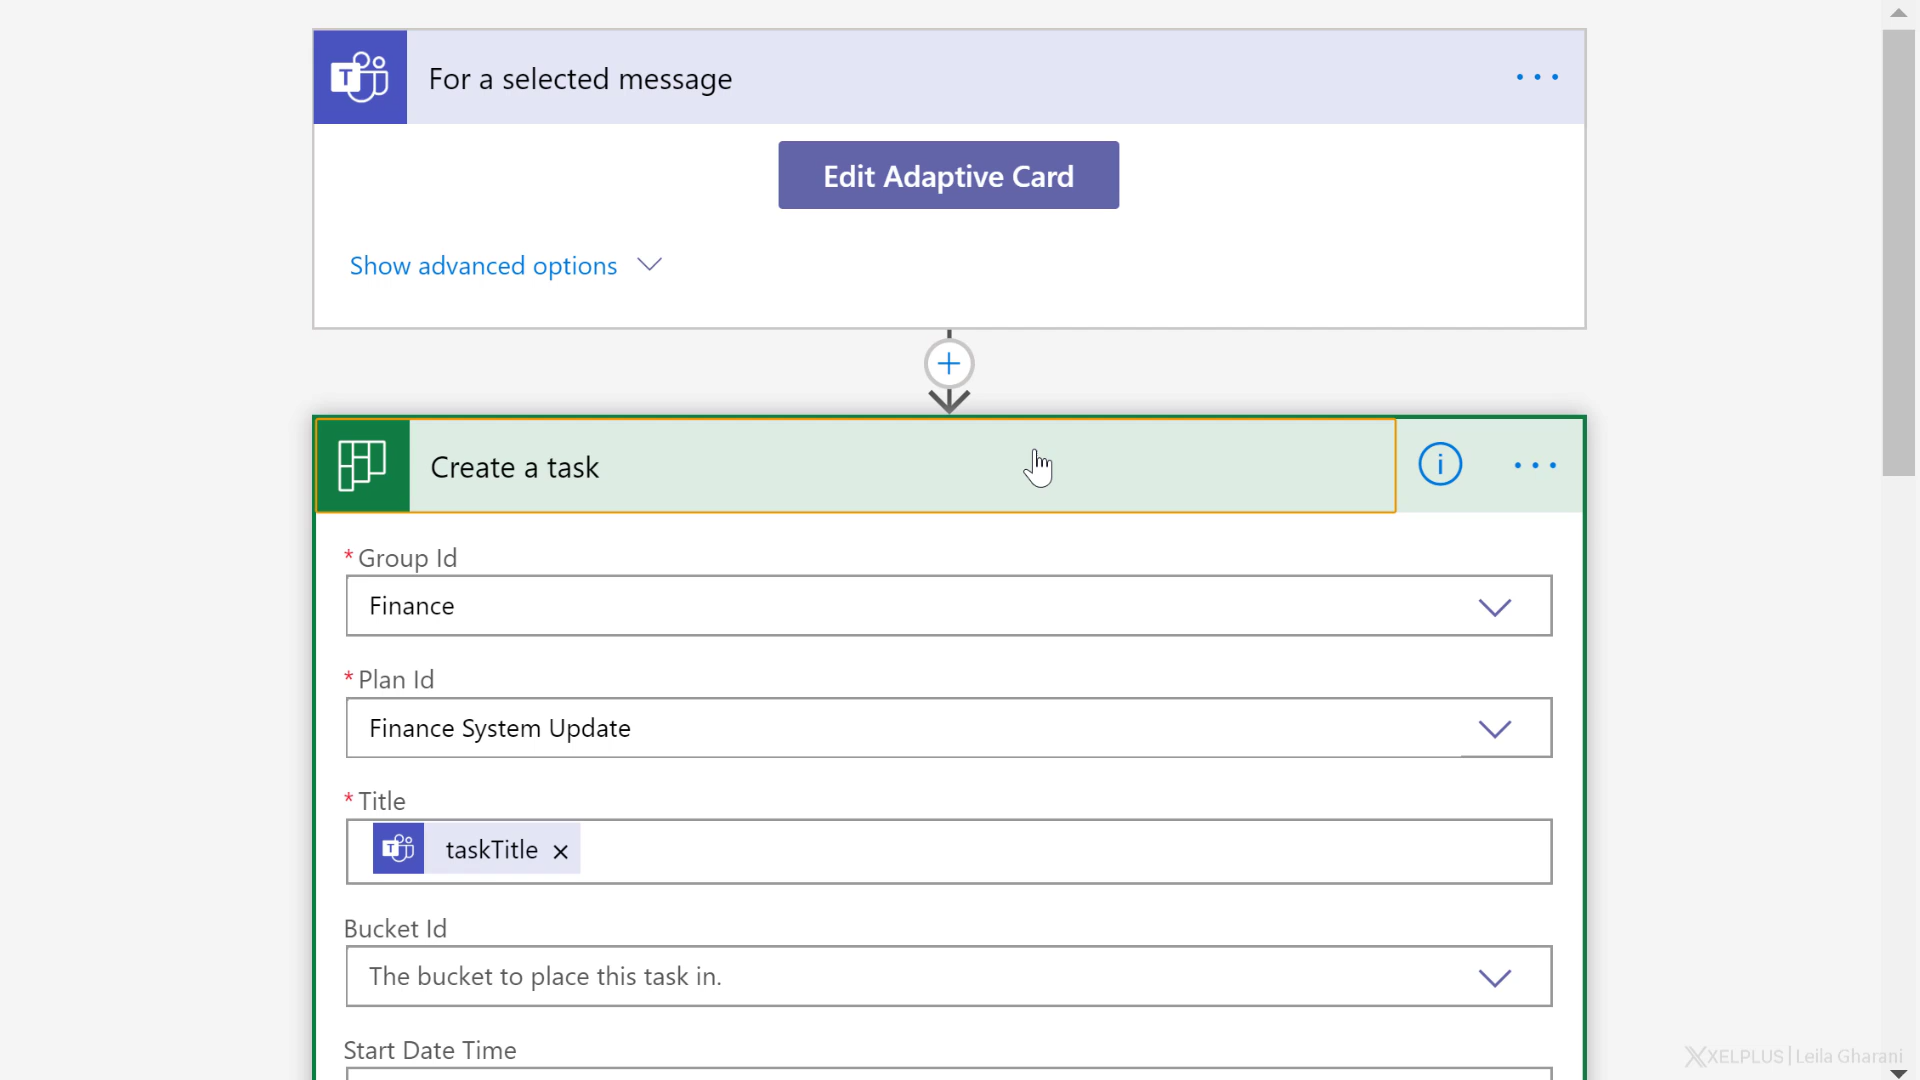 For a selected message
Edit Adaptive Card
Show advanced options
Create a task
* Group Id
Finance
* Plan Id
Finance System Update
* Title
taskTitle
Bucket Id
The bucket to place this task in.
Start Date Time
XELPLUS | Leila Gharani